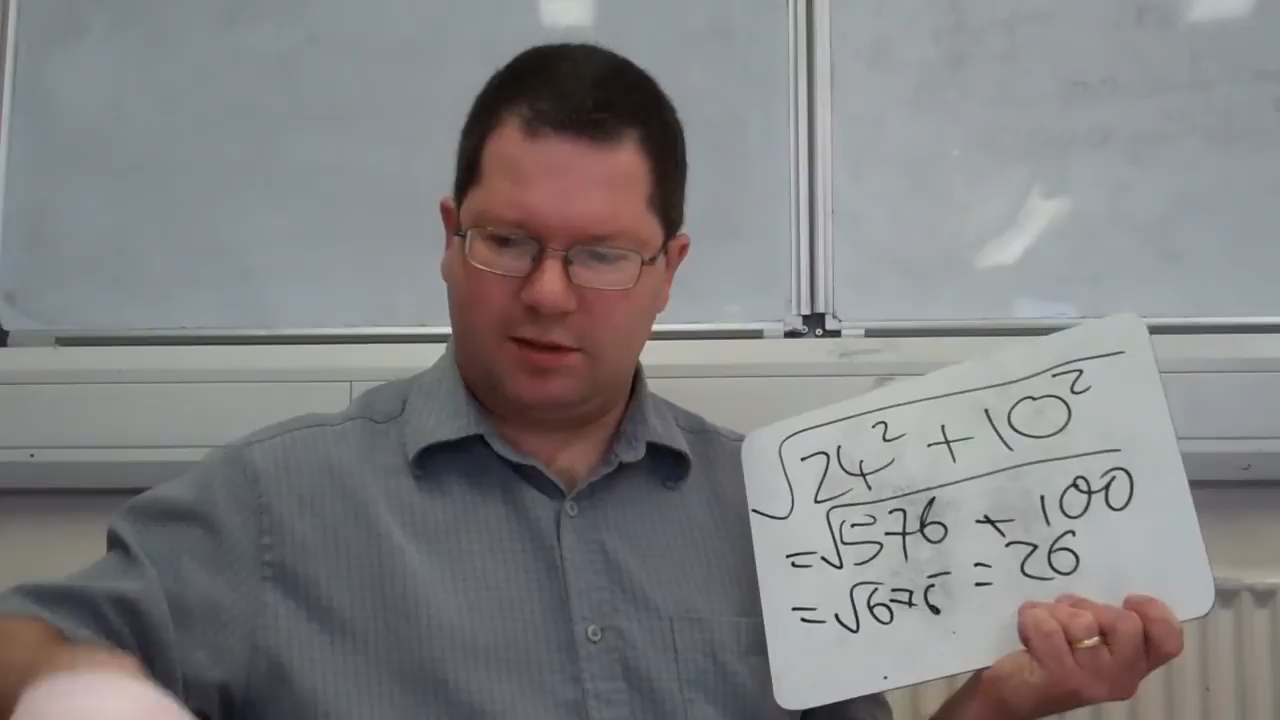 √24² + 10²
= √576 + 100
= √676 = 26